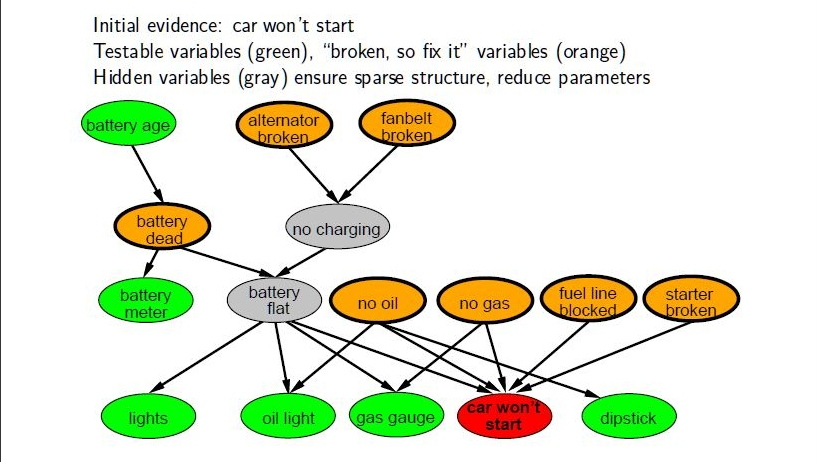 Initial evidence: car won't start
Testable variables (green), "broken, so fix it" variables (orange)
Hidden variables (gray) ensure sparse structure, reduce parameters
battery age
alternator
broken
fanbelt
broken
battery
dead
no charging
battery
meter
battery
flat
no oil
no gas
fuel line
blocked
starter
broken
lights
oil light
gas gauge
car won't
start
dipstick